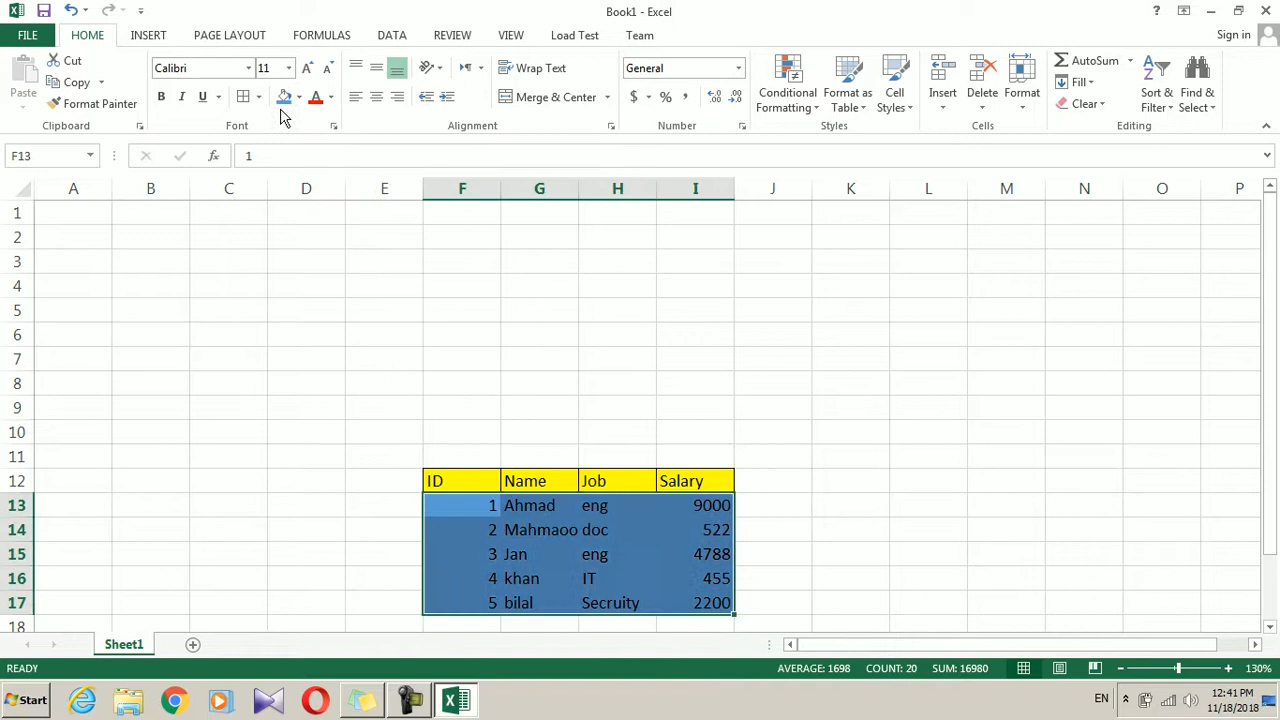 Book1 - Excel
?
FILE HOME INSERT PAGE LAYOUT FORMULAS DATA REVIEW VIEW Load Test Team Sign in
Paste
Cut
Copy
Format Painter
Clipboard
Calibri 11
B I U A
Font
Wrap Text
Merge & Center
Alignment
General
$ % ,
Number
Conditional Formatting
Format as Table
Cell Styles
Styles
Insert
Delete
Format
Cells
AutoSum
Fill
Clear
Sort & Filter
Find & Select
Editing
F13 fx 1
A B C D E F G H I J K L M N O P
1
2
3
4
5
6
7
8
9
10
11
12 ID Name Job Salary
13 1 Ahmad eng 9000
14 2 Mahmaoo doc 522
15 3 Jan eng 4788
16 4 khan IT 455
17 5 bilal Secruity 2200
18
Sheet1
READY AVERAGE: 1698 COUNT: 20 SUM: 16980 130%
Start EN 12:41 PM
11/18/2018